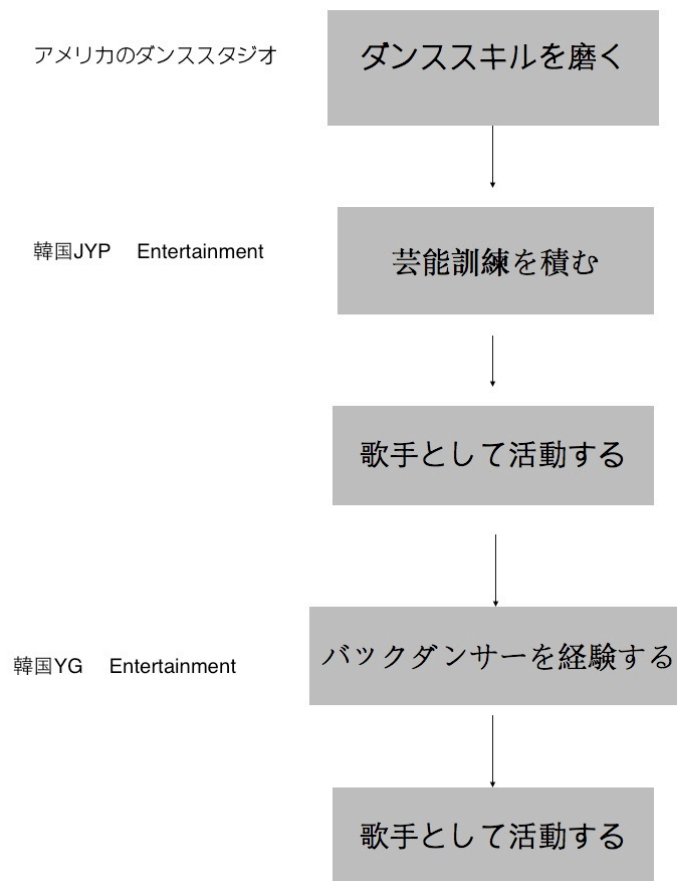 アメリカのダンススタジオ
ダンススキルを磨く
韓国JYP Entertainment
芸能訓練を積む
歌手として活動する
韓国YG Entertainment
バックダンサーを経験する
歌手として活動する